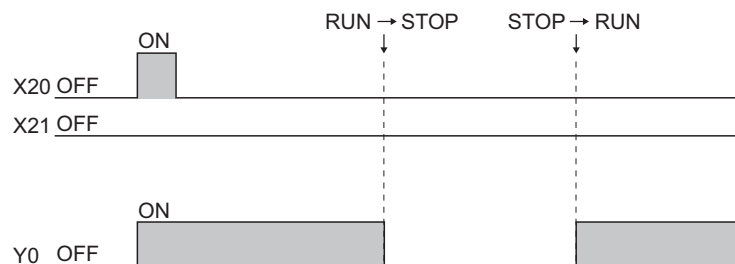 RUN → STOP STOP → RUN
ON
X20 OFF
X21 OFF
ON
Y0 OFF